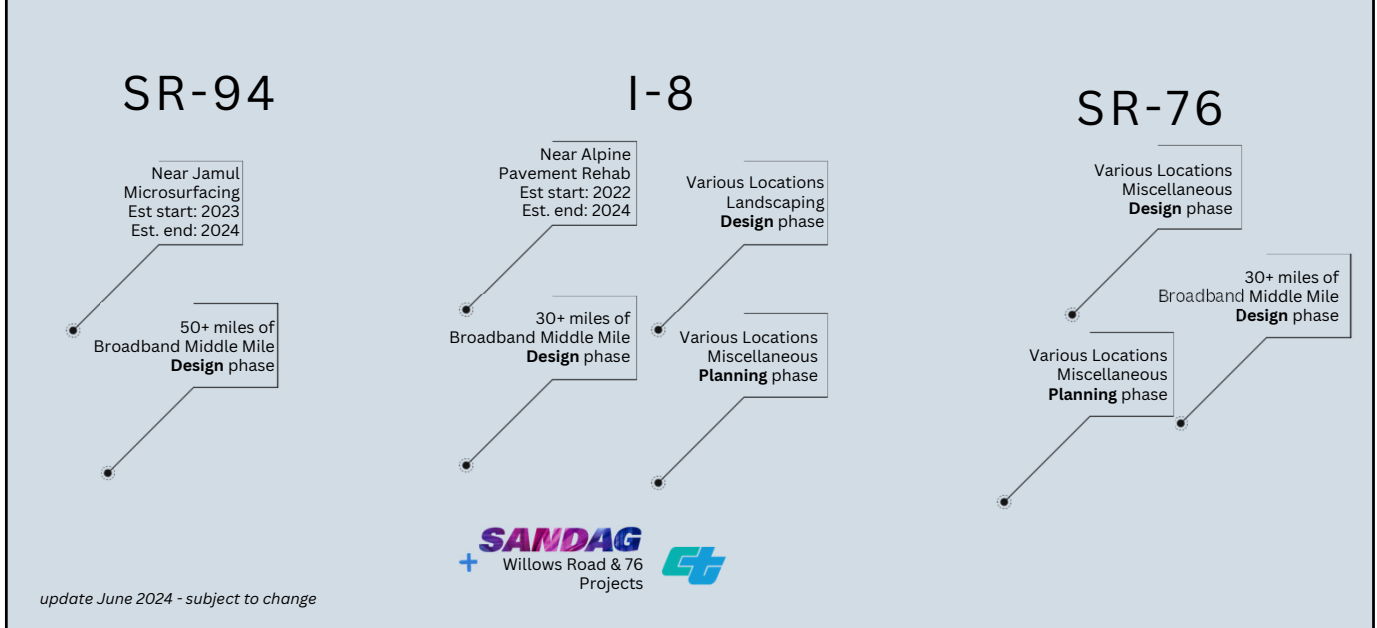 SR-94
Near Jamul
Microsurfacing
Est start: 2023
Est. end: 2024
50+ miles of
Broadband Middle Mile
Design phase
I-8
Near Alpine
Pavement Rehab
Est start: 2022
Est. end: 2024
Various Locations
Landscaping
Design phase
30+ miles of
Broadband Middle Mile
Design phase
Various Locations
Miscellaneous
Planning phase
SR-76
Various Locations
Miscellaneous
Design phase
30+ miles of
Broadband Middle Mile
Design phase
Various Locations
Miscellaneous
Planning phase
SANDAG
+ Willows Road & 76
Projects
ct
update June 2024 - subject to change